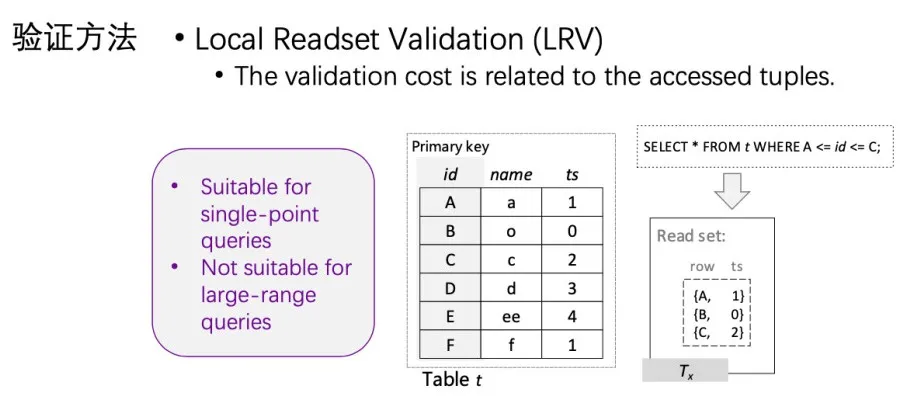 验证方法
• Local Readset Validation (LRV)
• The validation cost is related to the accessed tuples.
• Suitable for
single-point
queries
• Not suitable for
large-range
queries
Primary key
id name ts
A a 1
B o 0
C c 2
D d 3
E ee 4
F f 1
Table t
SELECT * FROM t WHERE A <= id <= C;
Read set:
row ts
{A, 1}
{B, 0}
{C, 2}
Tx